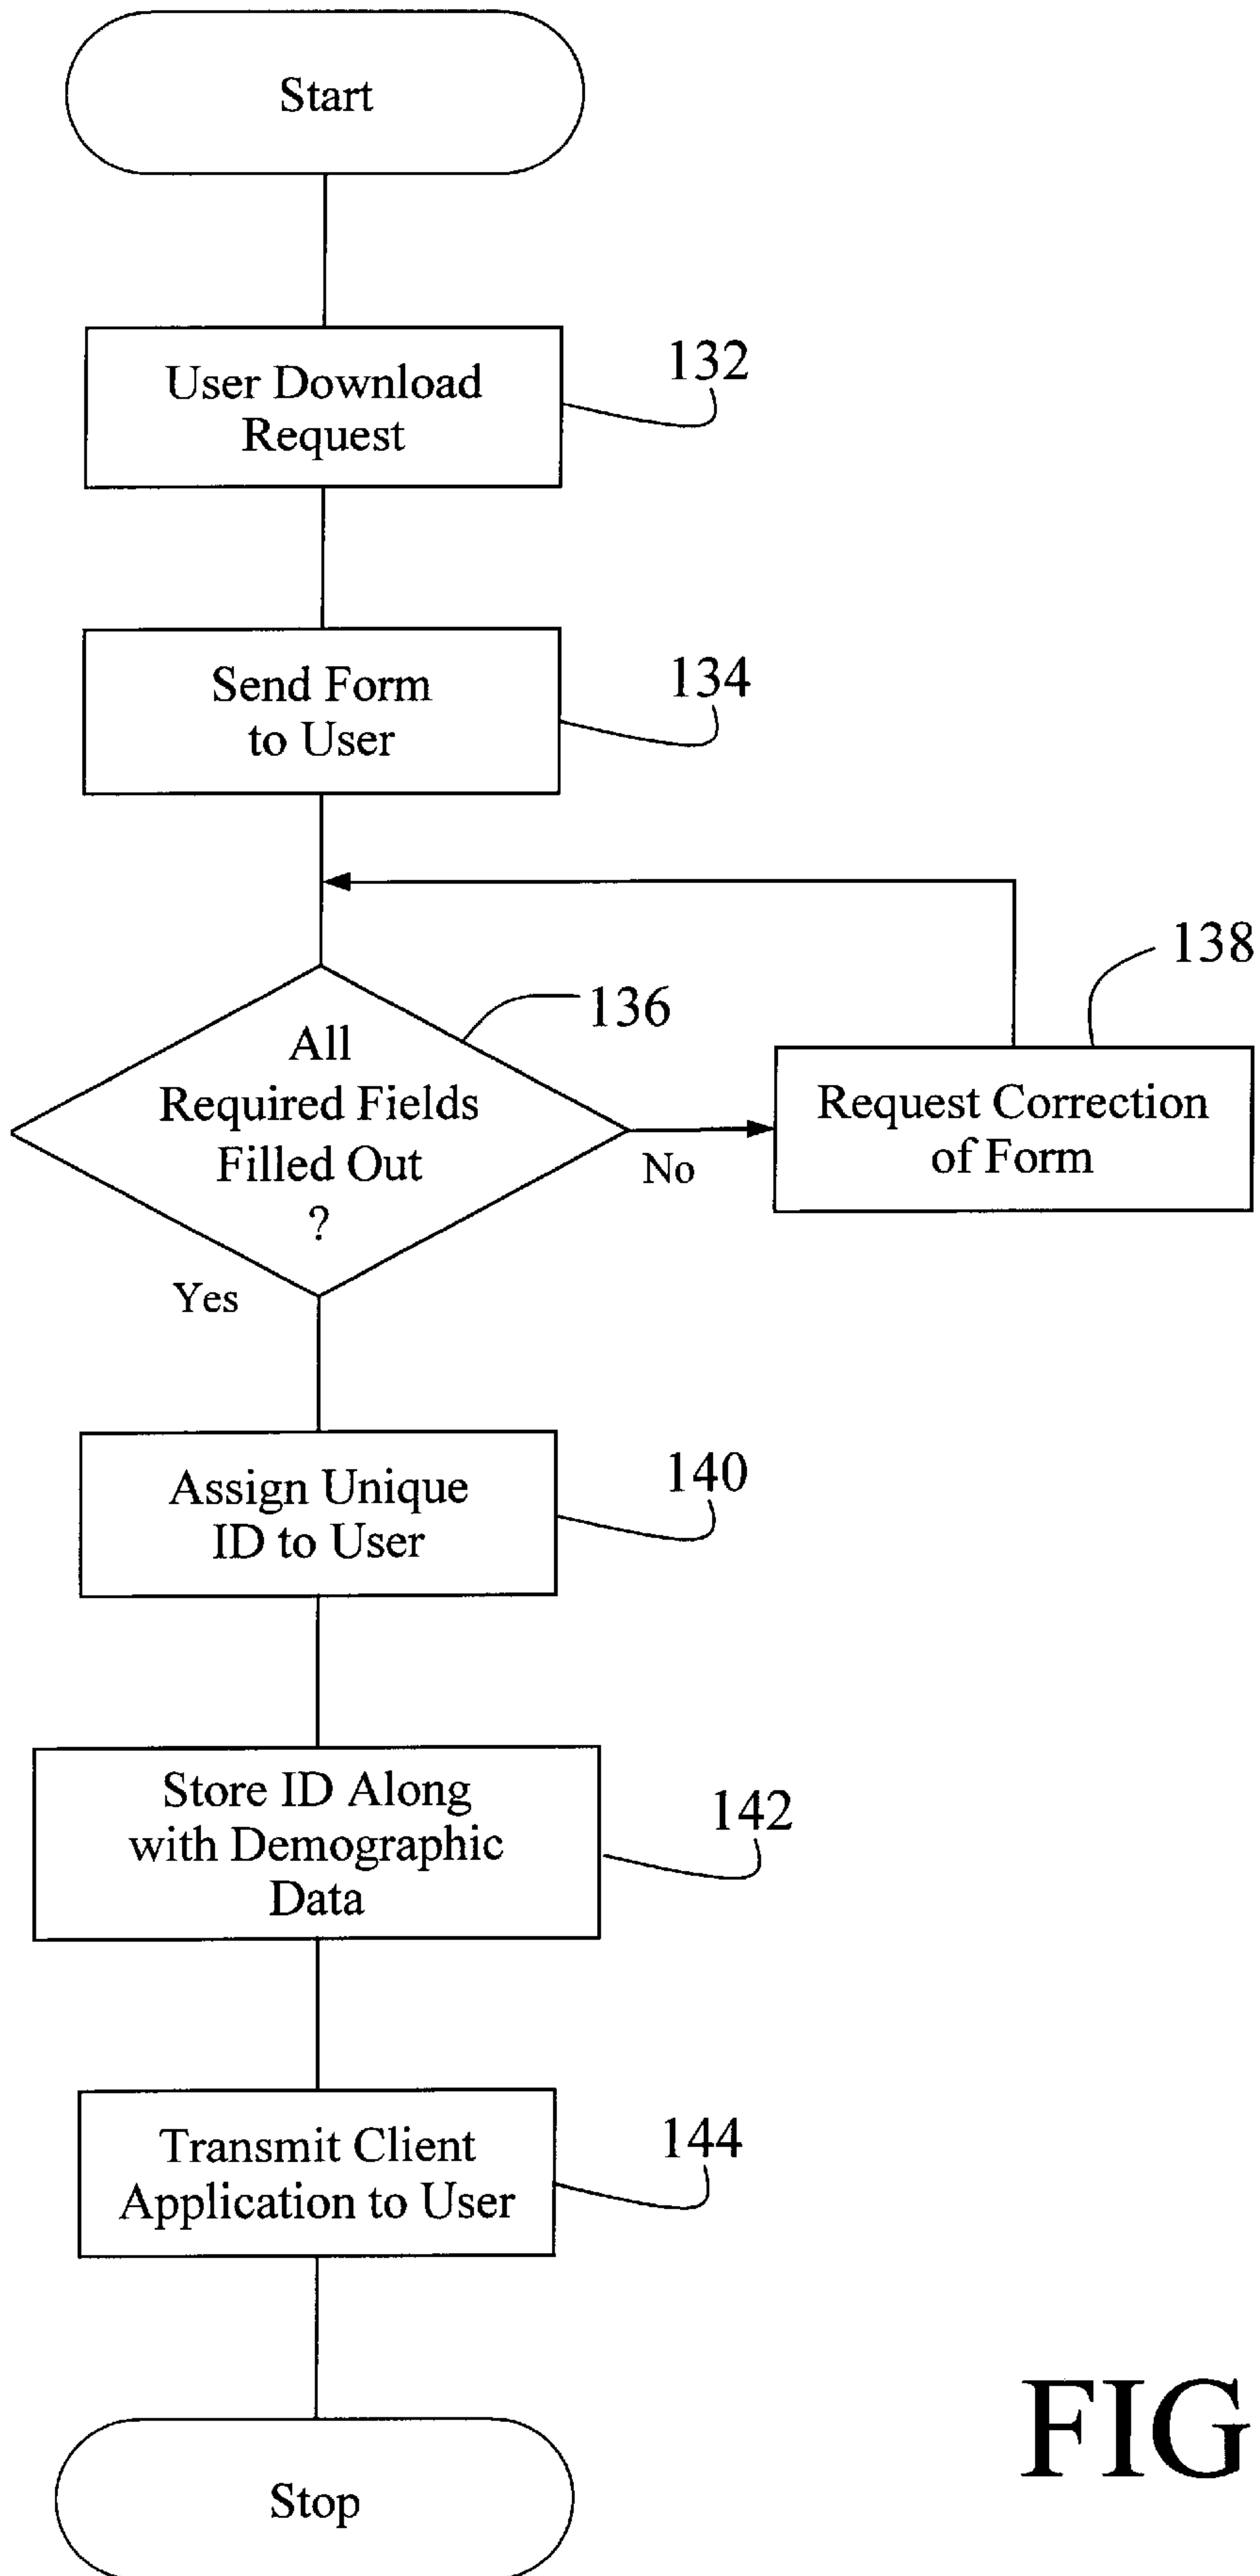 Start
User Download
Request
132
Send Form
to User
134
All
Required Fields
Filled Out
?
136
No
Request Correction
of Form
138
Yes
Assign Unique
ID to User
140
Store ID Along
with Demographic
Data
142
Transmit Client
Application to User
144
Stop
FIG